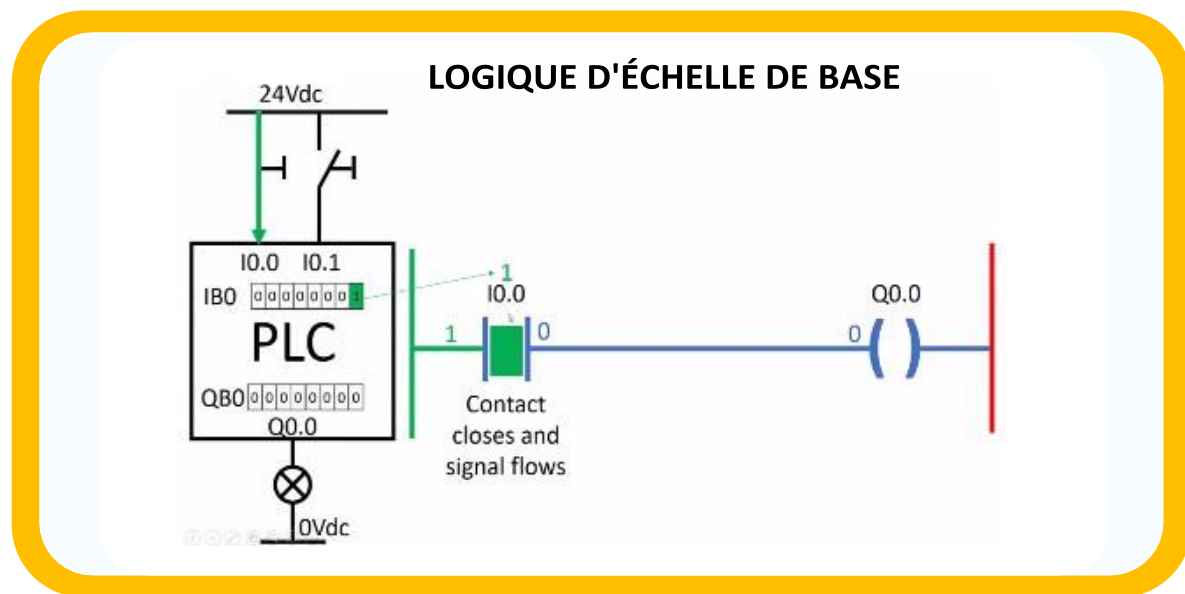 LOGIQUE D'ÉCHELLE DE BASE
24Vdc
I0.0 I0.1
IB0 0 0 0 0 0 0 0 1
PLC
QB0 0 0 0 0 0 0 0 0
Q0.0
0Vdc
1
I0.0
1 0
Contact
closes and
signal flows
Q0.0
0